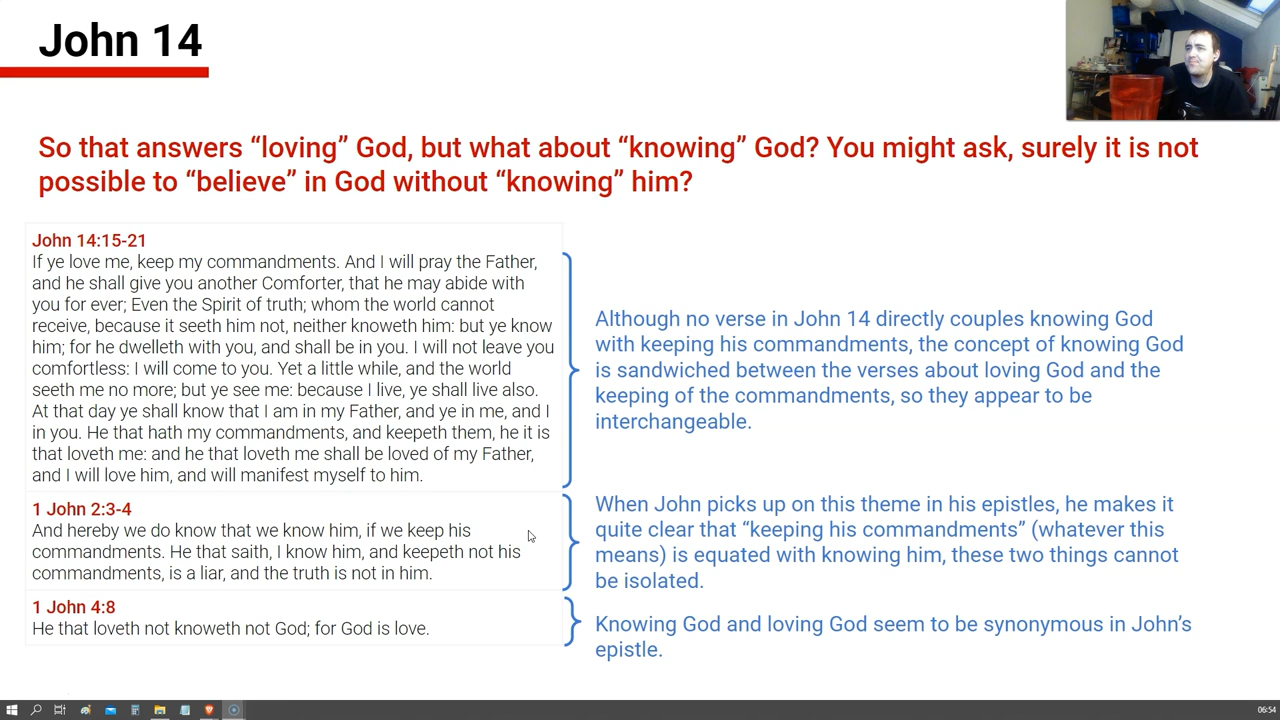 John 14
So that answers “loving” God, but what about “knowing” God? You might ask, surely it is not
possible to “believe” in God without “knowing” him?
John 14:15-21
If ye love me, keep my commandments. And I will pray the Father,
and he shall give you another Comforter, that he may abide with
you for ever; Even the Spirit of truth; whom the world cannot
receive, because it seeth him not, neither knoweth him: but ye know
him; for he dwelleth with you, and shall be in you. I will not leave you
comfortless: I will come to you. Yet a little while, and the world
seeth me no more; but ye see me: because I live, ye shall live also.
At that day ye shall know that I am in my Father, and ye in me, and I
in you. He that hath my commandments, and keepeth them, he it is
that loveth me: and he that loveth me shall be loved of my Father,
and I will love him, and will manifest myself to him.
Although no verse in John 14 directly couples knowing God
with keeping his commandments, the concept of knowing God
is sandwiched between the verses about loving God and the
keeping of the commandments, so they appear to be
interchangeable.
1 John 2:3-4
And hereby we do know that we know him, if we keep his
commandments. He that saith, I know him, and keepeth not his
commandments, is a liar, and the truth is not in him.
When John picks up on this theme in his epistles, he makes it
quite clear that “keeping his commandments” (whatever this
means) is equated with knowing him, these two things cannot
be isolated.
1 John 4:8
He that loveth not knoweth not God; for God is love.
Knowing God and loving God seem to be synonymous in John’s
epistle.
06:54